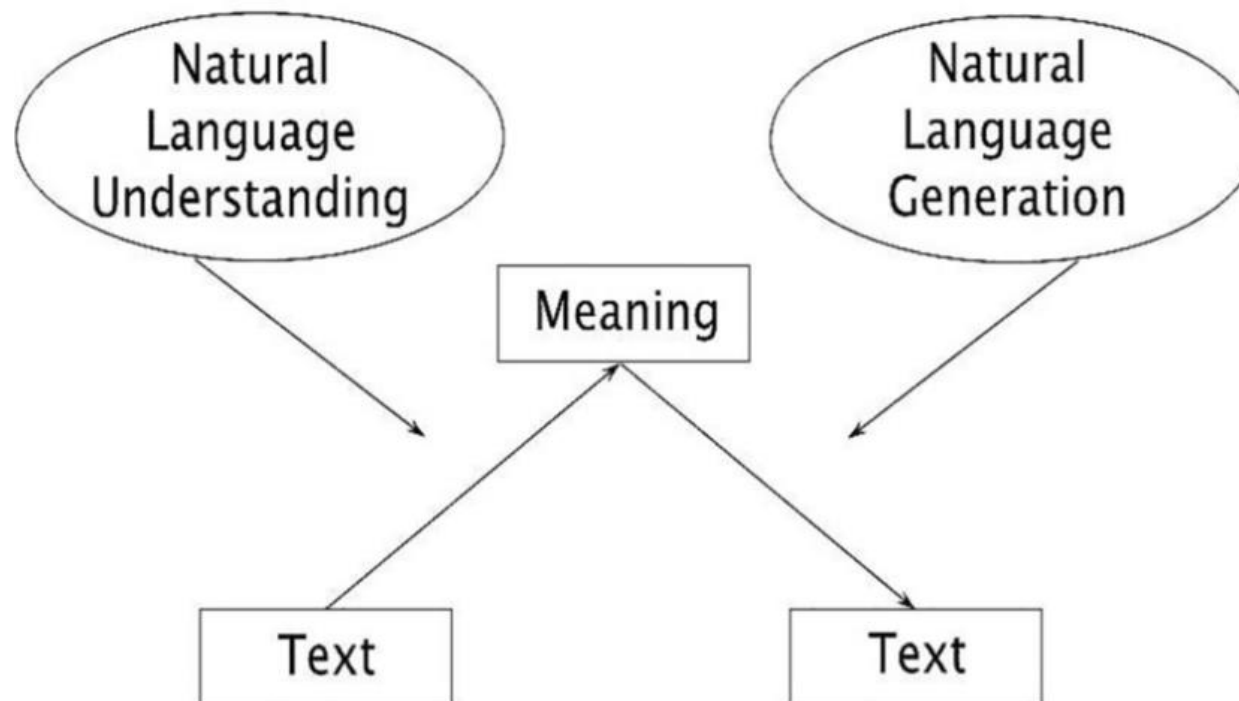 Natural
Language
Understanding
Natural
Language
Generation
Meaning
Text
Text